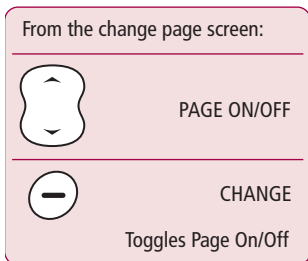 From the change page screen:
PAGE ON/OFF
CHANGE
Toggles Page On/Off